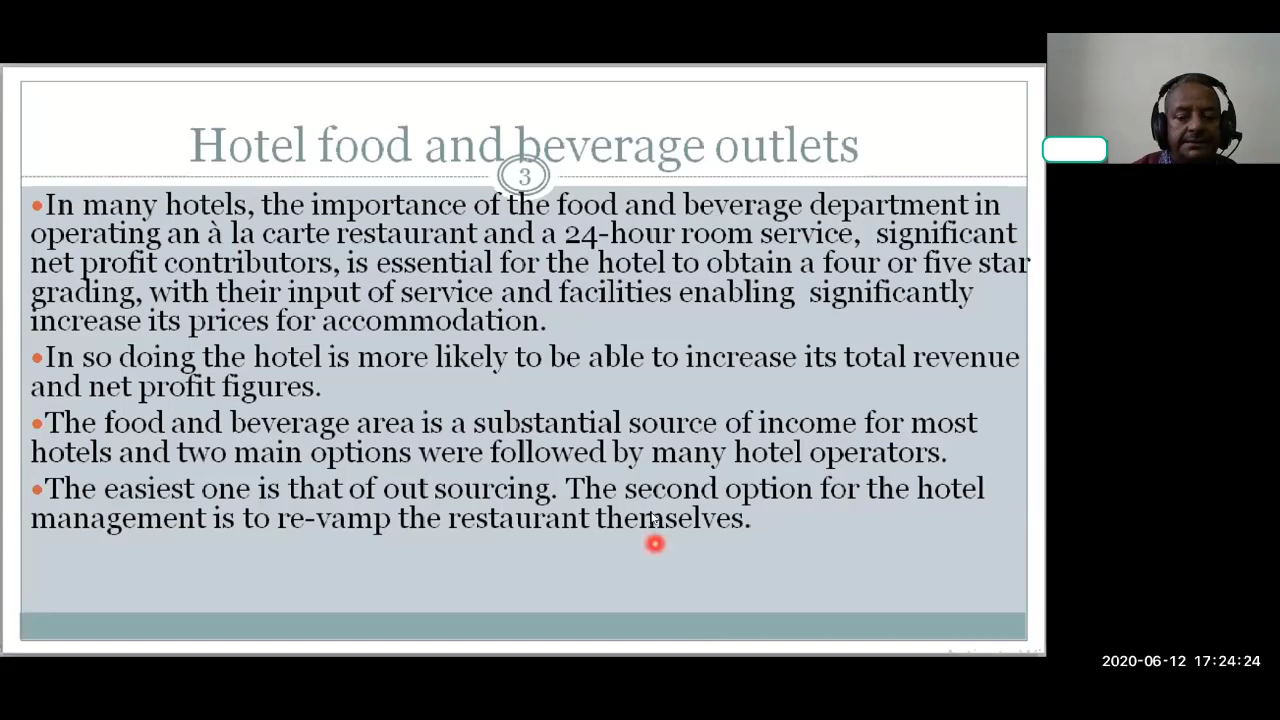 Hotel food and beverage outlets
3
•In many hotels, the importance of the food and beverage department in
operating an à la carte restaurant and a 24-hour room service, significant
net profit contributors, is essential for the hotel to obtain a four or five star
grading, with their input of service and facilities enabling significantly
increase its prices for accommodation.
•In so doing the hotel is more likely to be able to increase its total revenue
and net profit figures.
•The food and beverage area is a substantial source of income for most
hotels and two main options were followed by many hotel operators.
•The easiest one is that of out sourcing. The second option for the hotel
management is to re-vamp the restaurant themselves.
2020-06-12 17:24:24